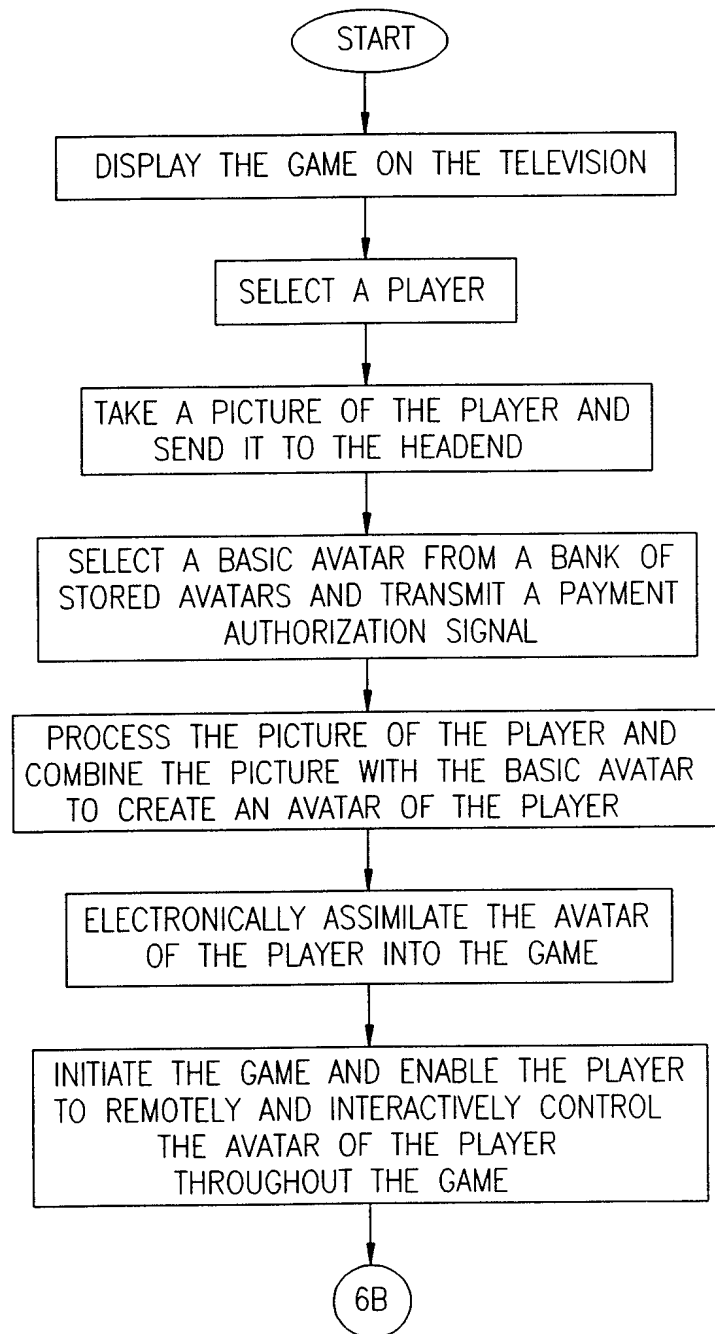 START
DISPLAY THE GAME ON THE TELEVISION
SELECT A PLAYER
TAKE A PICTURE OF THE PLAYER AND
SEND IT TO THE HEADEND
SELECT A BASIC AVATAR FROM A BANK OF
STORED AVATARS AND TRANSMIT A PAYMENT
AUTHORIZATION SIGNAL
PROCESS THE PICTURE OF THE PLAYER AND
COMBINE THE PICTURE WITH THE BASIC AVATAR
TO CREATE AN AVATAR OF THE PLAYER
ELECTRONICALLY ASSIMILATE THE AVATAR
OF THE PLAYER INTO THE GAME
INITIATE THE GAME AND ENABLE THE PLAYER
TO REMOTELY AND INTERACTIVELY CONTROL
THE AVATAR OF THE PLAYER
THROUGHOUT THE GAME
6B